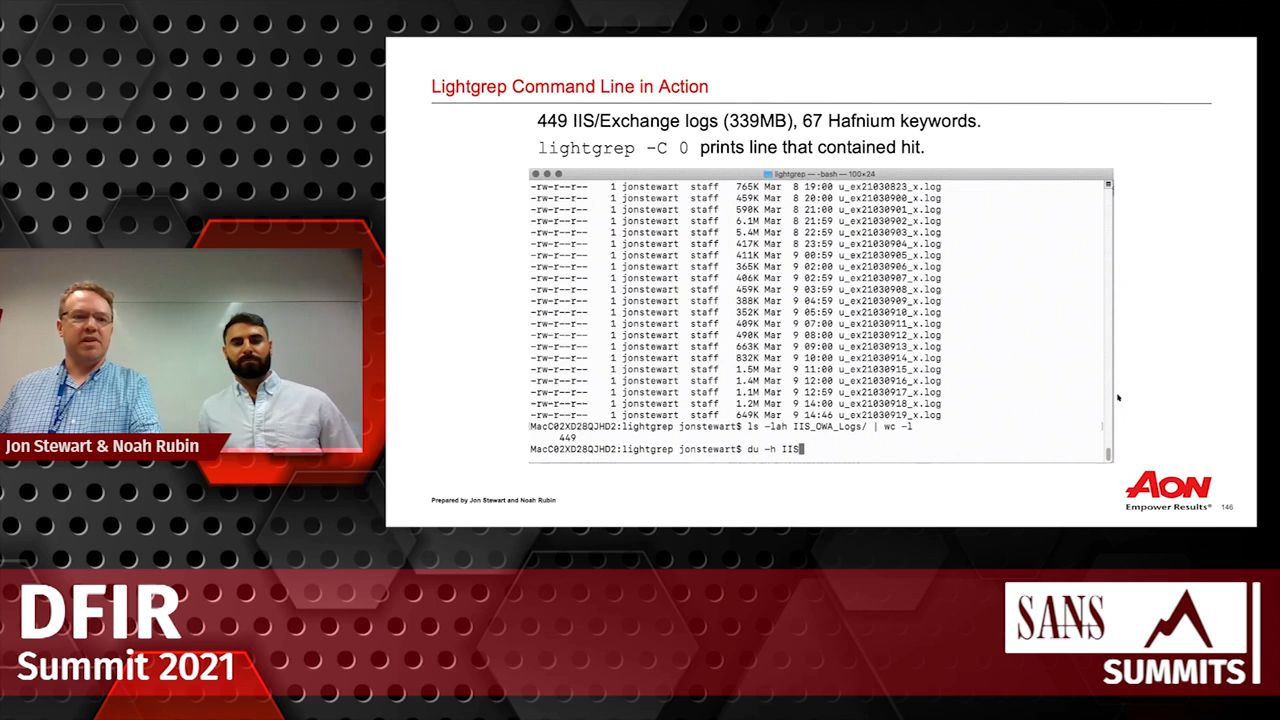 Lightgrep Command Line in Action
449 IIS/Exchange logs (339MB), 67 Hafnium keywords.
lightgrep -C 0 prints line that contained hit.
lightgrep — -bash — 100×24
-rw-r--r-- 1 jonstewart staff 765K Mar 8 19:00 u_ex21030823_x.log
-rw-r--r-- 1 jonstewart staff 459K Mar 8 20:00 u_ex21030900_x.log
-rw-r--r-- 1 jonstewart staff 590K Mar 8 21:00 u_ex21030901_x.log
-rw-r--r-- 1 jonstewart staff 6.1M Mar 8 21:59 u_ex21030902_x.log
-rw-r--r-- 1 jonstewart staff 5.4M Mar 8 22:59 u_ex21030903_x.log
-rw-r--r-- 1 jonstewart staff 417K Mar 8 23:59 u_ex21030904_x.log
-rw-r--r-- 1 jonstewart staff 411K Mar 9 00:59 u_ex21030905_x.log
-rw-r--r-- 1 jonstewart staff 365K Mar 9 02:00 u_ex21030906_x.log
-rw-r--r-- 1 jonstewart staff 406K Mar 9 02:59 u_ex21030907_x.log
-rw-r--r-- 1 jonstewart staff 459K Mar 9 03:59 u_ex21030908_x.log
-rw-r--r-- 1 jonstewart staff 388K Mar 9 04:59 u_ex21030909_x.log
-rw-r--r-- 1 jonstewart staff 352K Mar 9 05:59 u_ex21030910_x.log
-rw-r--r-- 1 jonstewart staff 409K Mar 9 07:00 u_ex21030911_x.log
-rw-r--r-- 1 jonstewart staff 490K Mar 9 08:00 u_ex21030912_x.log
-rw-r--r-- 1 jonstewart staff 663K Mar 9 09:00 u_ex21030913_x.log
-rw-r--r-- 1 jonstewart staff 832K Mar 9 10:00 u_ex21030914_x.log
-rw-r--r-- 1 jonstewart staff 1.5M Mar 9 11:00 u_ex21030915_x.log
-rw-r--r-- 1 jonstewart staff 1.4M Mar 9 12:00 u_ex21030916_x.log
-rw-r--r-- 1 jonstewart staff 1.1M Mar 9 12:59 u_ex21030917_x.log
-rw-r--r-- 1 jonstewart staff 1.2M Mar 9 14:00 u_ex21030918_x.log
-rw-r--r-- 1 jonstewart staff 649K Mar 9 14:46 u_ex21030919_x.log
MacC02XD28QJHD2:lightgrep jonstewart$ ls -lah IIS_OWA_Logs/ | wc -l
449
MacC02XD28QJHD2:lightgrep jonstewart$ du -h IIS
Prepared by Jon Stewart and Noah Rubin
AON
Empower Results®
146
Jon Stewart & Noah Rubin
DFIR
Summit 2021
SANS
SUMMITS